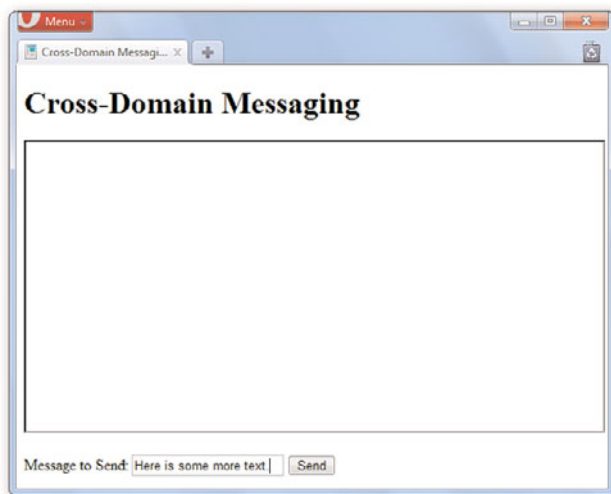 Menu
Cross-Domain Messagi...
Cross-Domain Messaging
Message to Send: Here is some more text. Send